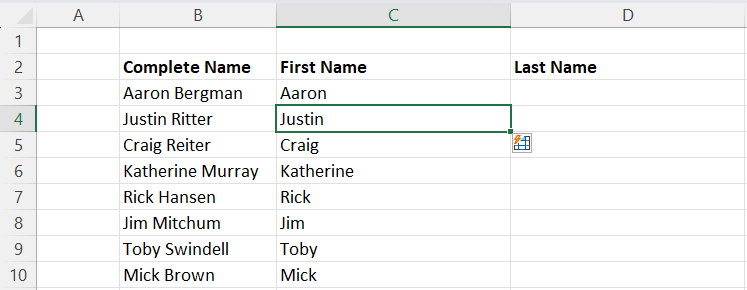 A B C D
1
2 Complete Name First Name Last Name
3 Aaron Bergman Aaron
4 Justin Ritter Justin
5 Craig Reiter Craig
6 Katherine Murray Katherine
7 Rick Hansen Rick
8 Jim Mitchum Jim
9 Toby Swindell Toby
10 Mick Brown Mick